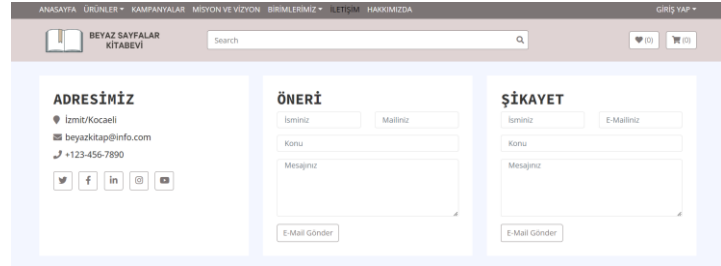 ANASAYFA ÜRÜNLER KAMPANYALAR MİSYON VE VİZYON BİRİMLERİMİZ İLETİŞİM HAKKIMIZDA GİRİŞ YAP
BEYAZ SAYFALAR
KİTABEVİ
Search
(0) (0)
ADRESİMİZ
İzmit/Kocaeli
beyazkitap@info.com
+123-456-7890
ÖNERİ
İsminiz Mailiniz
Konu
Mesajınız
E-Mail Gönder
ŞİKAYET
İsminiz E-Mailiniz
Konu
Mesajınız
E-Mail Gönder